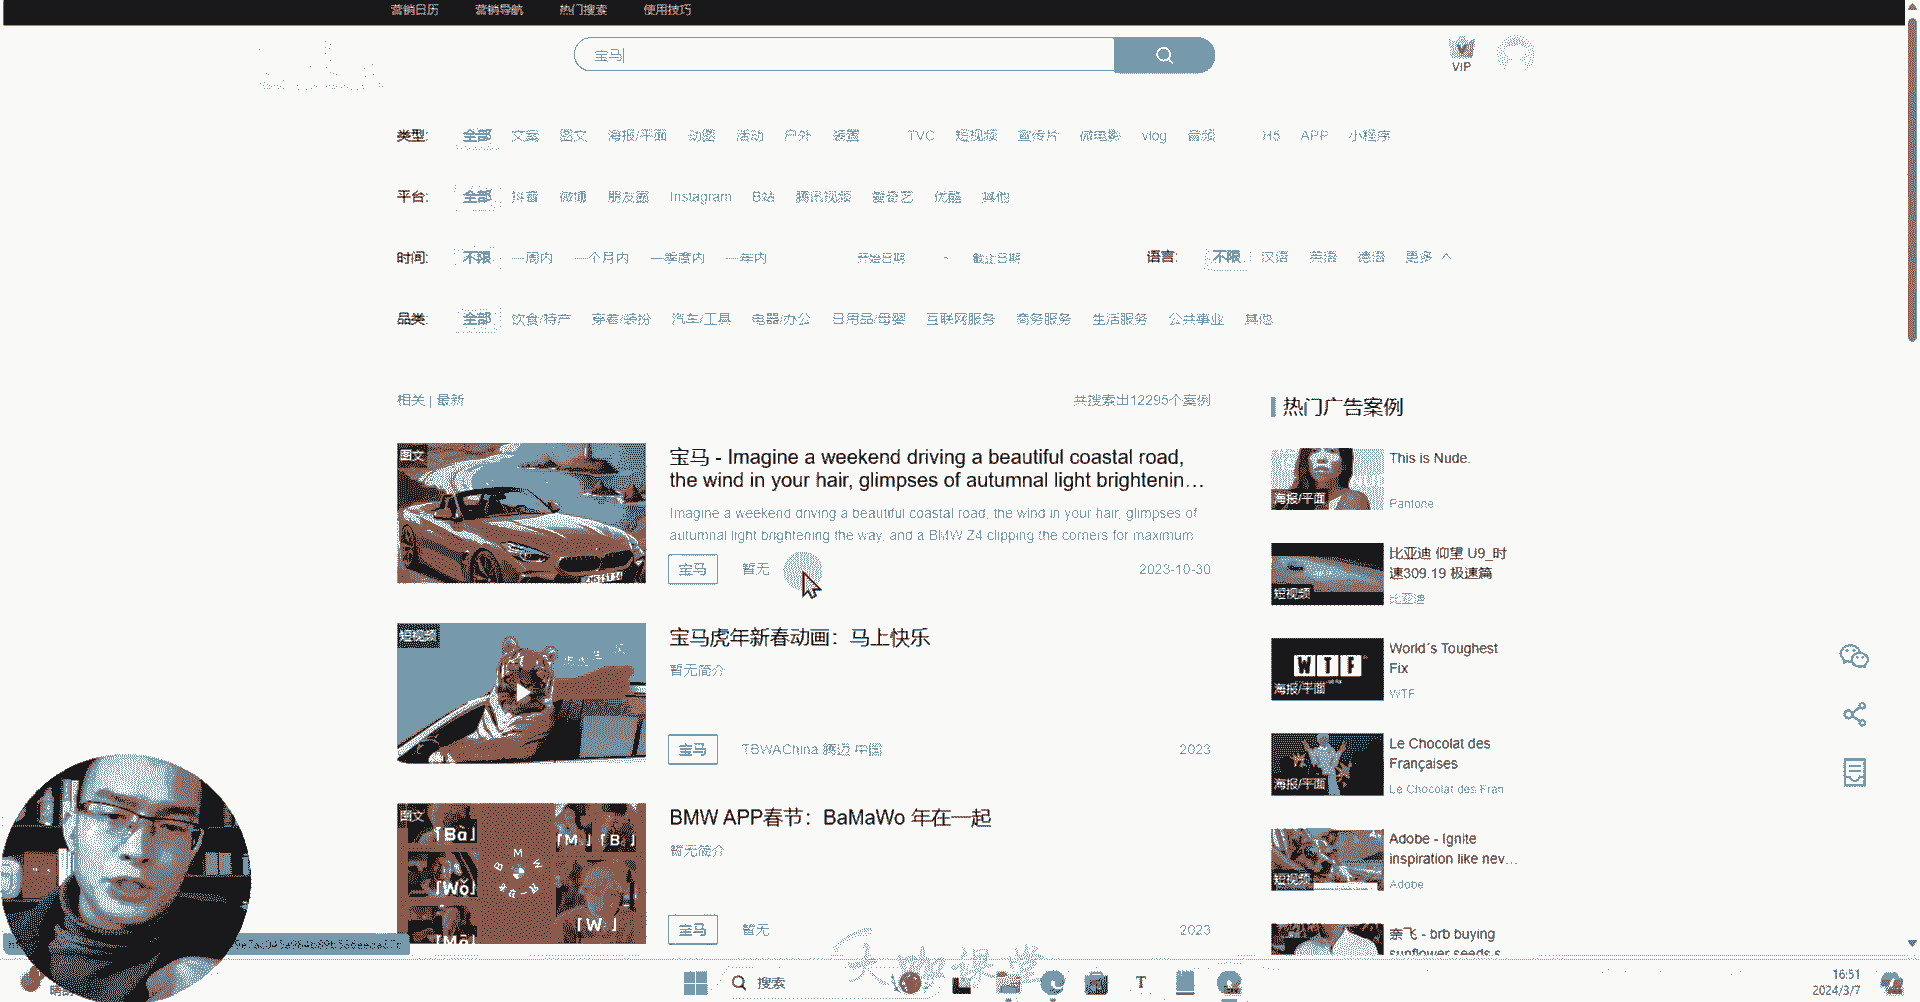 营销日历 营销导航 热门搜索 使用技巧
宝马
VIP
类型: 全部 文案 图文 海报/平面 动图 活动 户外 装置 TVC 短视频 宣传片 微电影 vlog 音频 H5 APP 小程序
平台: 全部 抖音 微博 朋友圈 Instagram B站 腾讯视频 爱奇艺 优酷 其他
时间: 不限 一周内 一个月内 一季度内 一年内 开始日期 ~ 截止日期 语言: 不限 汉语 英语 德语 更多
品类: 全部 饮食/特产 穿着/装扮 汽车/工具 电器/办公 日用品/母婴 互联网服务 商务服务 生活服务 公共事业 其他
相关 | 最新 共搜索出12295个案例
图文
宝马 - Imagine a weekend driving a beautiful coastal road,
the wind in your hair, glimpses of autumnal light brightenin...
Imagine a weekend driving a beautiful coastal road, the wind in your hair, glimpses of
autumnal light brightening the way, and a BMW Z4 clipping the corners for maximum
宝马 暂无 2023-10-30
短视频
宝马虎年新春动画：马上快乐
暂无简介
宝马 TBWAChina 腾迈 中国 2023
图文
「Bà」
「M」「B」
BMW
「Wǒ」
「W」
「Mǎ」
BMW APP春节：BaMaWo 年在一起
暂无简介
宝马 暂无 2023
热门广告案例
海报/平面
This is Nude.
Pantone
短视频
比亚迪 仰望 U9_时
速309.19 极速篇
比亚迪
WTF
海报/平面
World´s Toughest
Fix
WTF
海报/平面
Le Chocolat des
Françaises
Le Chocolat des Fran
短视频
Adobe - Ignite
inspiration like nev...
Adobe
亲飞 - brb buying
sunflower seeds s
大咖课堂
搜索
T
16:51
2024/3/7